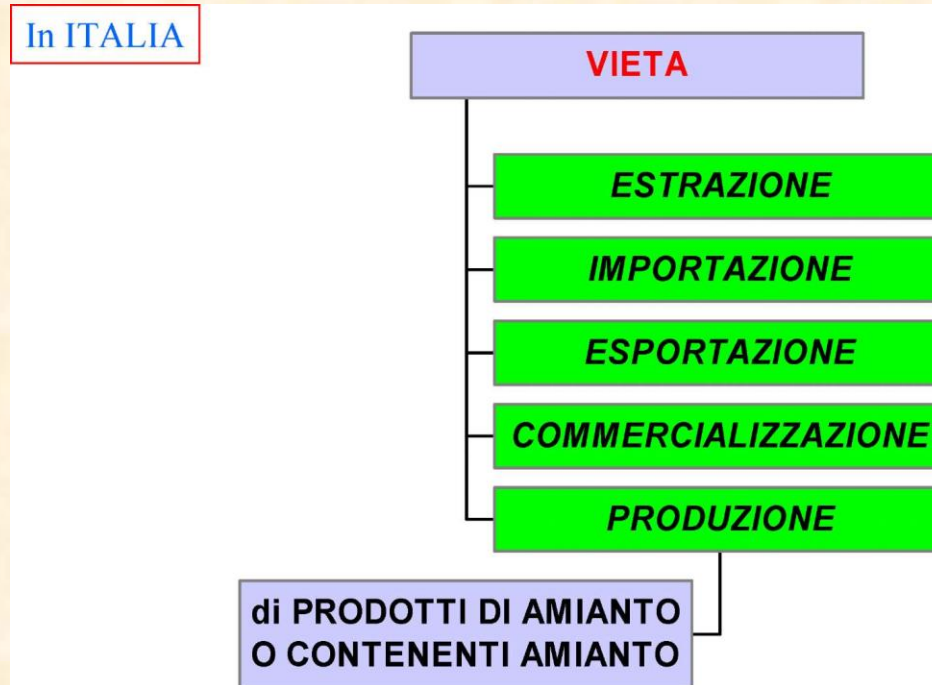 In ITALIA
VIETA
ESTRAZIONE
IMPORTAZIONE
ESPORTAZIONE
COMMERCIALIZZAZIONE
PRODUZIONE
di PRODOTTI DI AMIANTO
O CONTENENTI AMIANTO